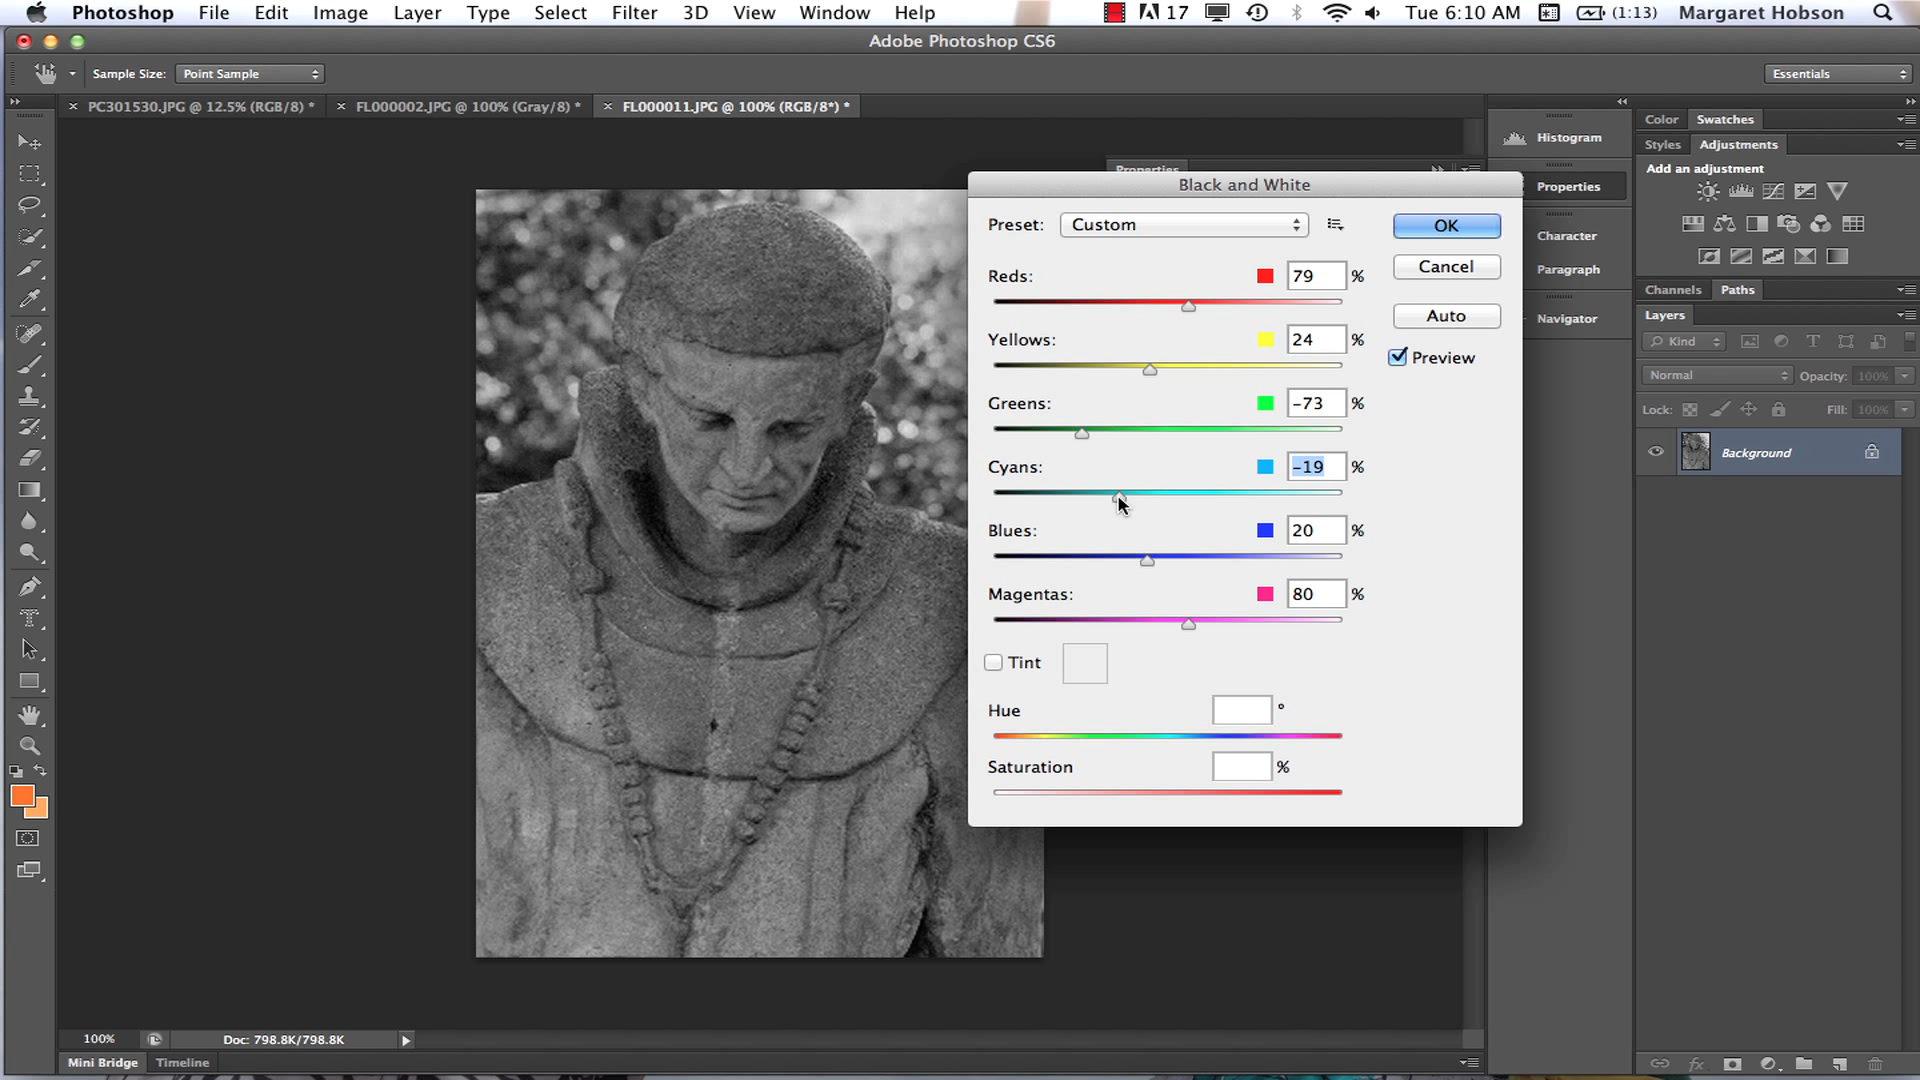 Photoshop File Edit Image Layer Type Select Filter 3D View Window Help 17 Tue 6:10 AM (1:13) Margaret Hobson
Adobe Photoshop CS6
Sample Size: Point Sample Essentials
PC301530.JPG @ 12.5% (RGB/8) * FL000002.JPG @ 100% (Gray/8) * FL000011.JPG @ 100% (RGB/8*) *
Histogram
Properties
Character
Paragraph
Navigator
Color Swatches
Styles Adjustments
Add an adjustment
Channels Paths
Layers
Kind
Normal Opacity: 100%
Lock: Fill: 100%
Background
Properties
Black and White
Preset: Custom OK
Cancel
Auto
Preview
Reds: 79 %
Yellows: 24 %
Greens: -73 %
Cyans: -19 %
Blues: 20 %
Magentas: 80 %
Tint
Hue °
Saturation %
100% Doc: 798.8K/798.8K
Mini Bridge Timeline